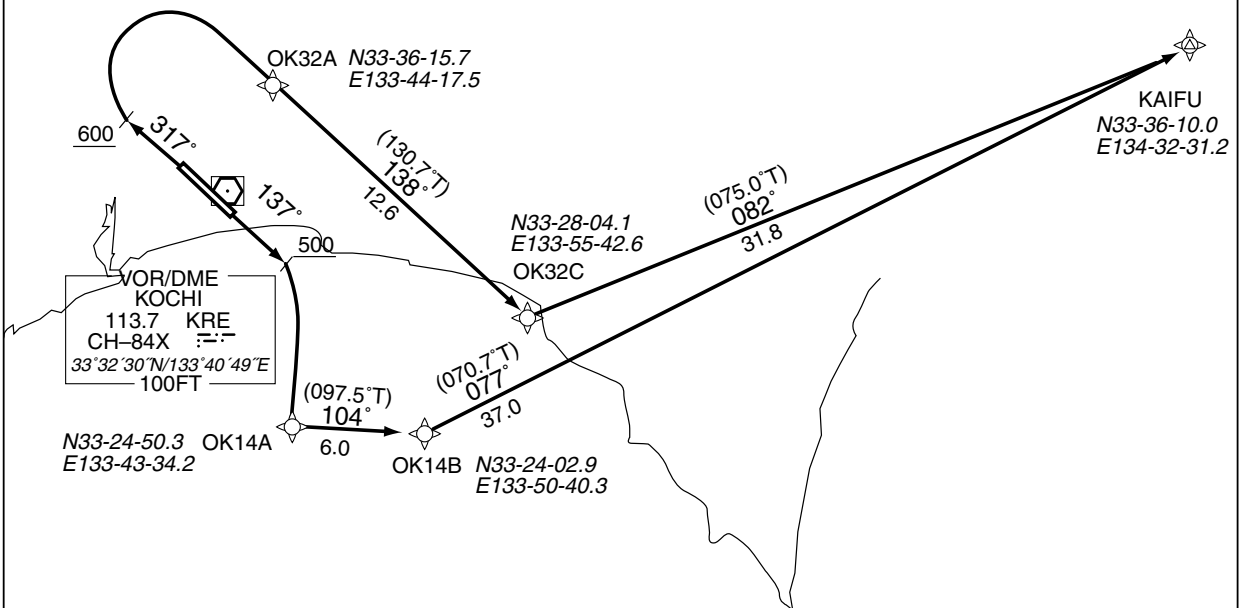 OK32A N33-36-15.7
E133-44-17.5
600
317°
137°
500
(130.7°T)
138°
12.6
KAIFU
N33-36-10.0
E134-32-31.2
(075.0°T)
082°
31.8
N33-28-04.1
E133-55-42.6
OK32C
VOR/DME
KOCHI
113.7 KRE
CH–84X
33°32´30˝N/133°40´49˝E
100FT
(070.7°T)
077°
37.0
(097.5°T)
104°
6.0
N33-24-50.3 OK14A
E133-43-34.2
OK14B N33-24-02.9
E133-50-40.3